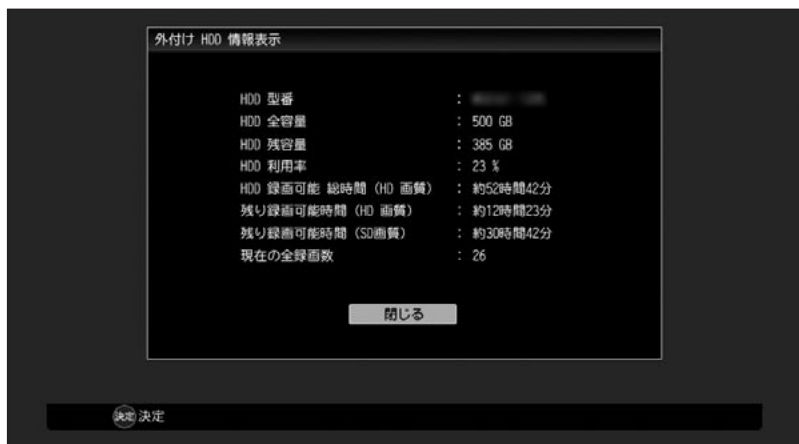 外付け HDD 情報表示
HDD 型番 :
HDD 全容量 : 500 GB
HDD 残容量 : 385 GB
HDD 利用率 : 23 %
HDD 録画可能 総時間 (HD 画質) : 約52時間42分
残り録画可能時間 (HD 画質) : 約12時間23分
残り録画可能時間 (SD画質) : 約30時間42分
現在の全録画数 : 26
閉じる
決定 決定